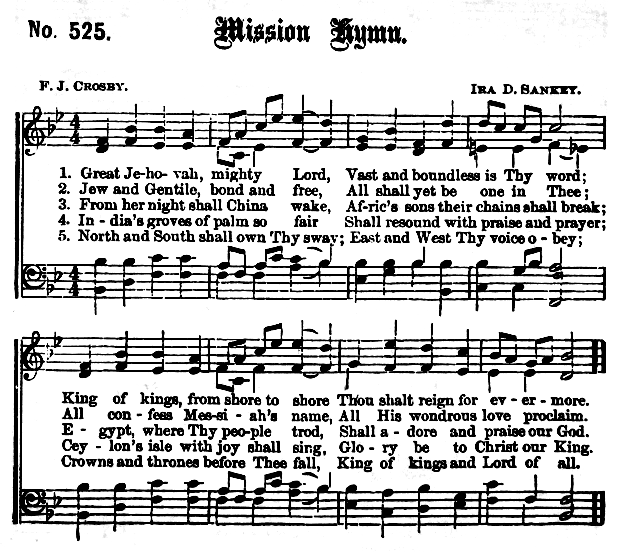 No. 525.
Mission Hymn.
F. J. CROSBY.
IRA D. SANKEY.
1. Great Je-ho- vah, mighty Lord, Vast and boundless is Thy word;
2. Jew and Gentile, bond and free, All shall yet be one in Thee;
3. From her night shall China wake, Af-ric's sons their chains shall break;
4. In - dia's groves of palm so fair Shall resound with praise and prayer;
5. North and South shall own Thy sway; East and West Thy voice o - bey;
King of kings, from shore to shore Thou shalt reign for ev - er - more.
All con - fess Mes-si - ah's name, All His wondrous love proclaim.
E - gypt, where Thy peo-ple trod, Shall a - dore and praise our God.
Cey - lon's isle with joy shall sing, Glo - ry be to Christ our King.
Crowns and thrones before Thee fall, King of kings and Lord of all.